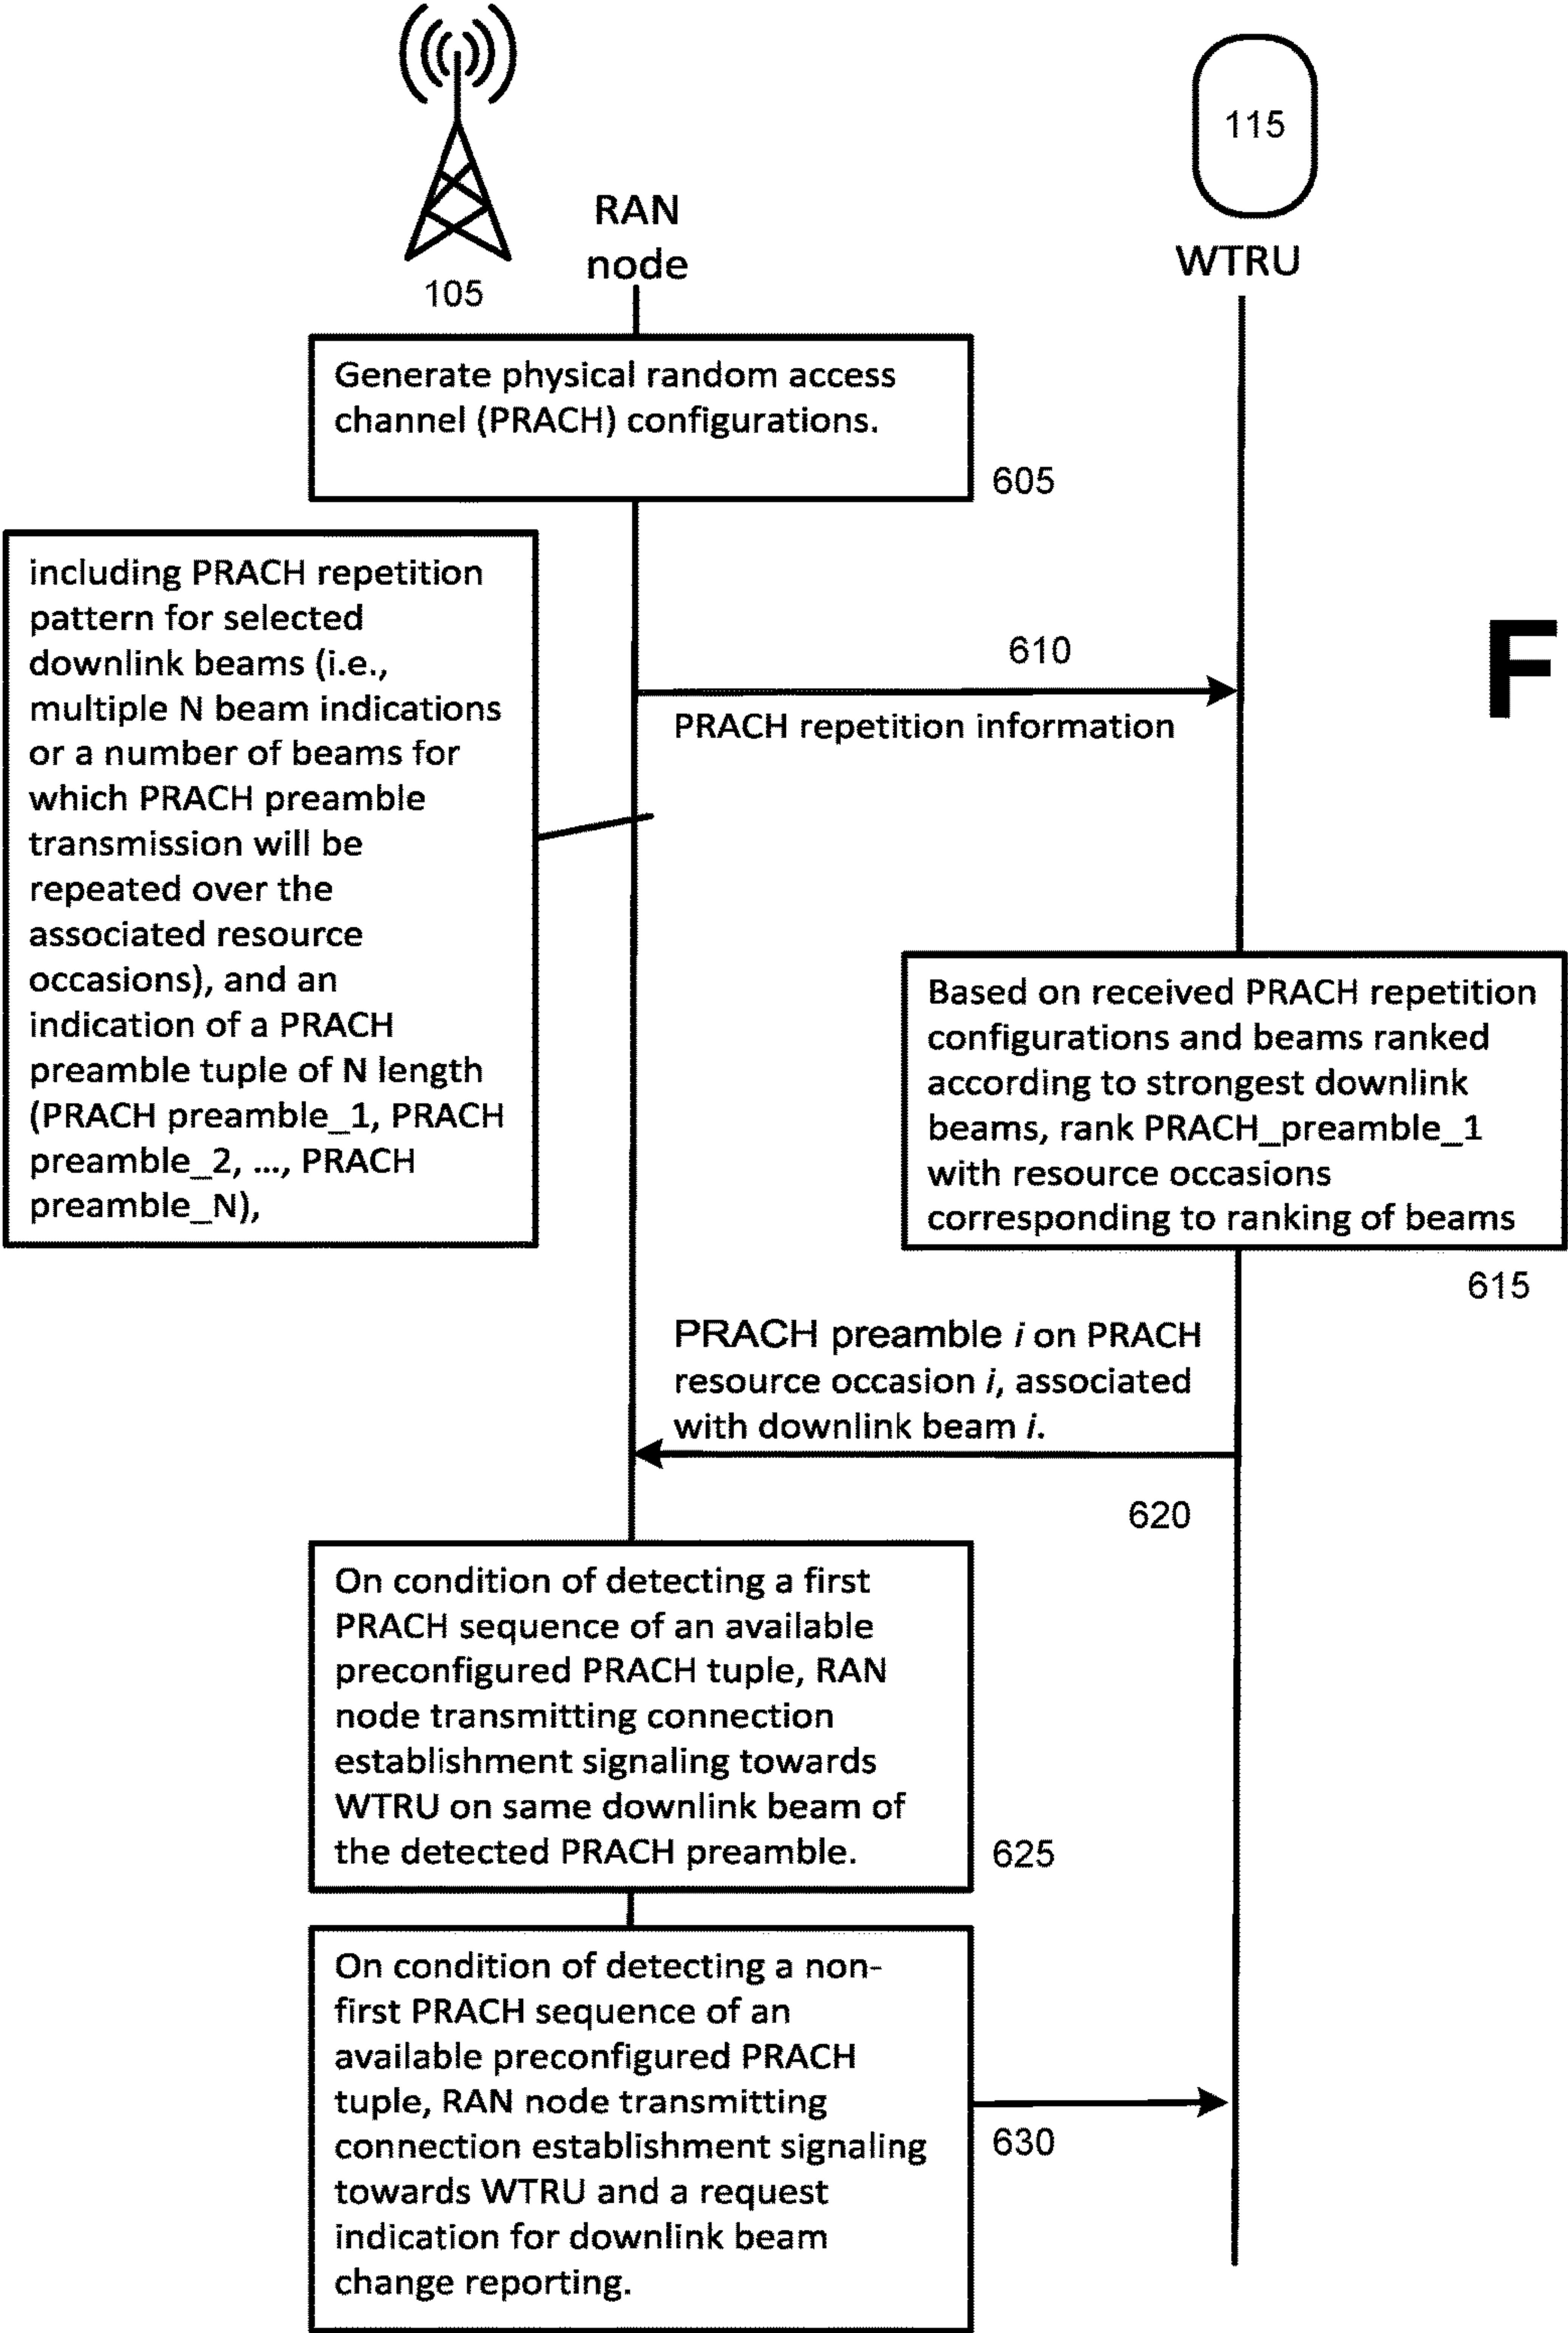 115
RAN
node
WTRU
105
Generate physical random access
channel (PRACH) configurations.
605
including PRACH repetition
pattern for selected
downlink beams (i.e.,
multiple N beam indications
or a number of beams for
which PRACH preamble
transmission will be
repeated over the
associated resource
occasions), and an
indication of a PRACH
preamble tuple of N length
(PRACH preamble_1, PRACH
preamble_2, ..., PRACH
preamble_N),
610
PRACH repetition information
F
Based on received PRACH repetition
configurations and beams ranked
according to strongest downlink
beams, rank PRACH_preamble_1
with resource occasions
corresponding to ranking of beams
615
PRACH preamble i on PRACH
resource occasion i, associated
with downlink beam i.
620
On condition of detecting a first
PRACH sequence of an available
preconfigured PRACH tuple, RAN
node transmitting connection
establishment signaling towards
WTRU on same downlink beam of
the detected PRACH preamble.
625
On condition of detecting a non-
first PRACH sequence of an
available preconfigured PRACH
tuple, RAN node transmitting
connection establishment signaling
towards WTRU and a request
indication for downlink beam
change reporting.
630